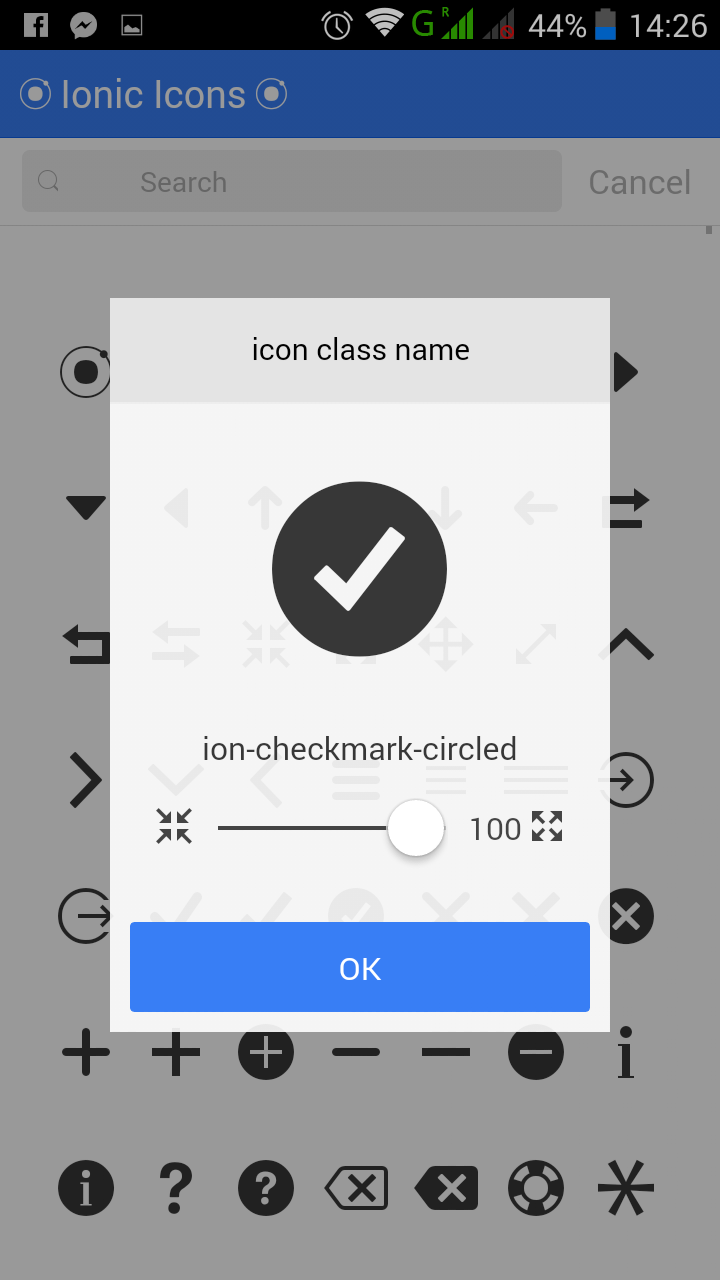 G R 44% 14:26
Ionic Icons
Search Cancel
icon class name
ion-checkmark-circled
100
OK